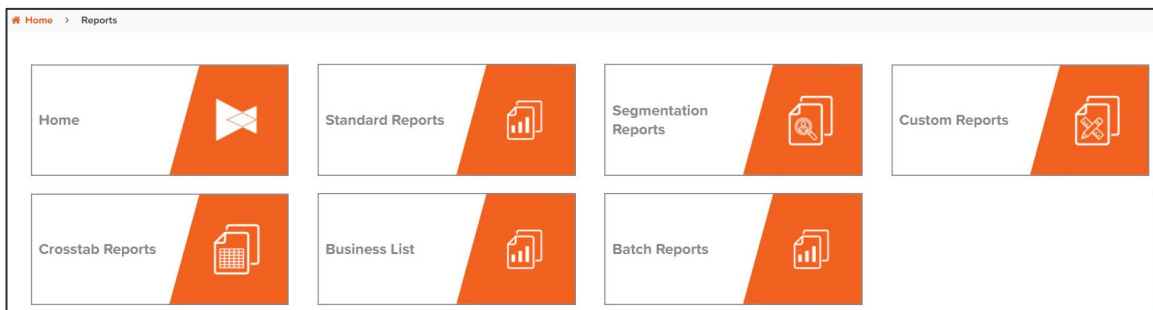 Home > Reports
Home
Standard Reports
Segmentation
Reports
Custom Reports
Crosstab Reports
Business List
Batch Reports